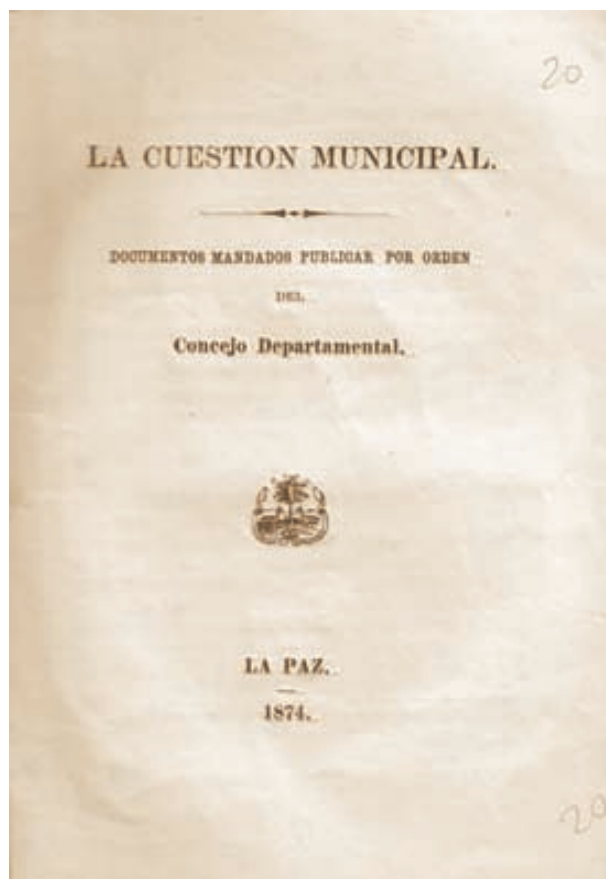 20
LA CUESTION MUNICIPAL.
DOCUMENTOS MANDADOS PUBLICAR POR ORDEN
DEL
Concejo Departamental.
LA PAZ.
1874.
20